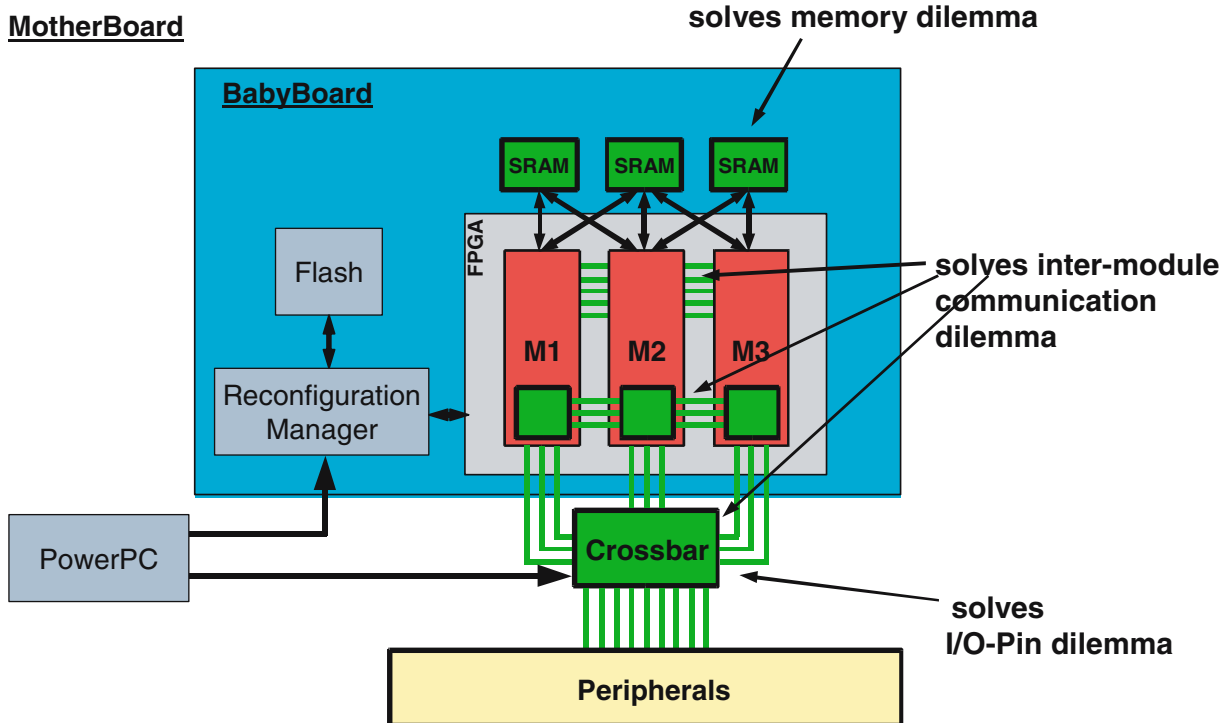 solves memory dilemma
MotherBoard
BabyBoard
SRAM
SRAM
SRAM
FPGA
Flash
solves inter-module
communication
dilemma
M1
M2
M3
Reconfiguration
Manager
PowerPC
Crossbar
solves
I/O-Pin dilemma
Peripherals